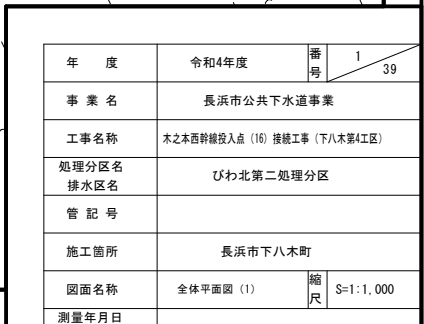 年 度 令和4年度 番号 1/39
事業名 長浜市公共下水道事業
工事名称 木之本西幹線投入点（16）接続工事（下八木第4工区）
処理分区名
排水区名 びわ北第二処理分区
管記号
施工箇所 長浜市下八木町
図面名称 全体平面図（1） 縮尺 S=1:1,000
測量年月日